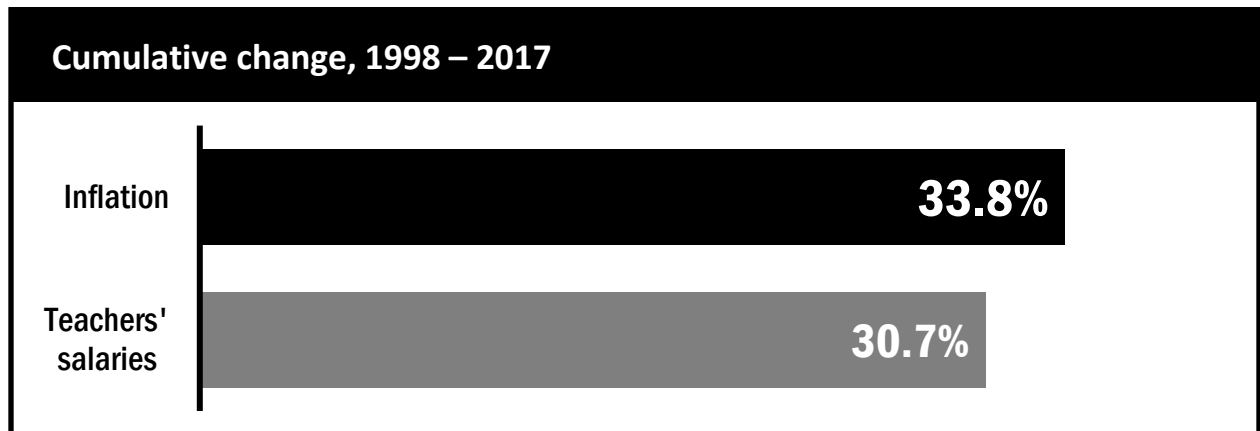 Cumulative change, 1998 – 2017
Inflation
33.8%
Teachers'
salaries
30.7%